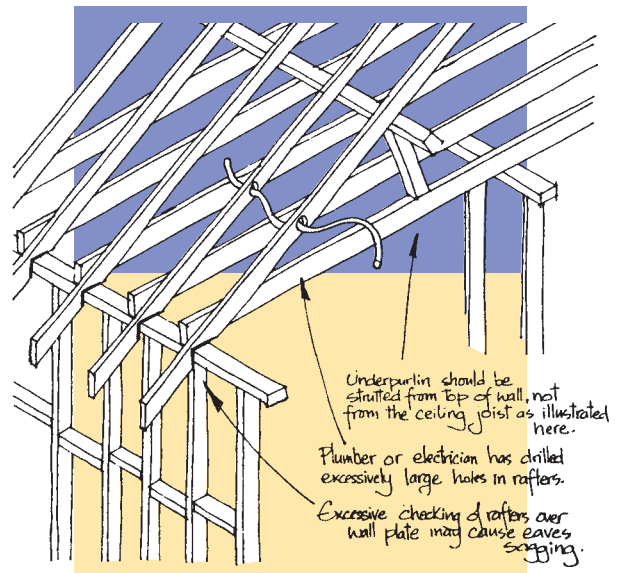 Underpurlin should be
strutted from top of wall, not
from the ceiling joist as illustrated
here.
Plumber or electrician has drilled
excessively large holes in rafters.
Excessive checking of rafters over
wall plate may cause eaves
sagging.